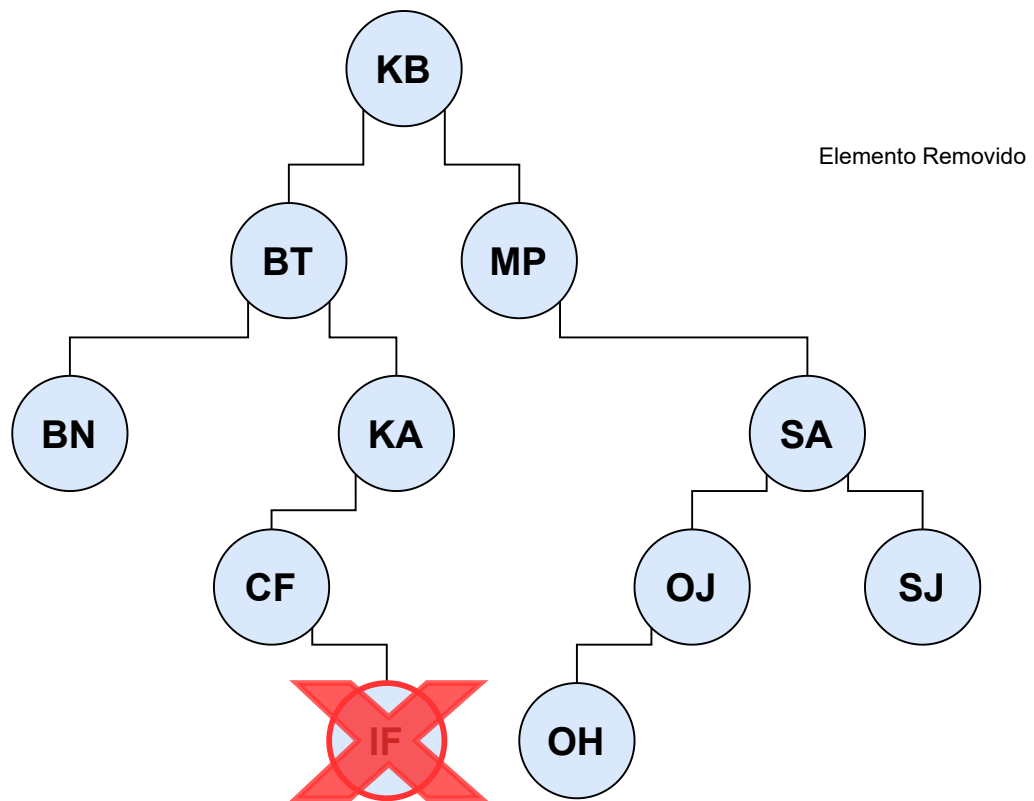 KB
Elemento Removido
BT
MP
BN
KA
SA
CF
OJ
SJ
IF
OH